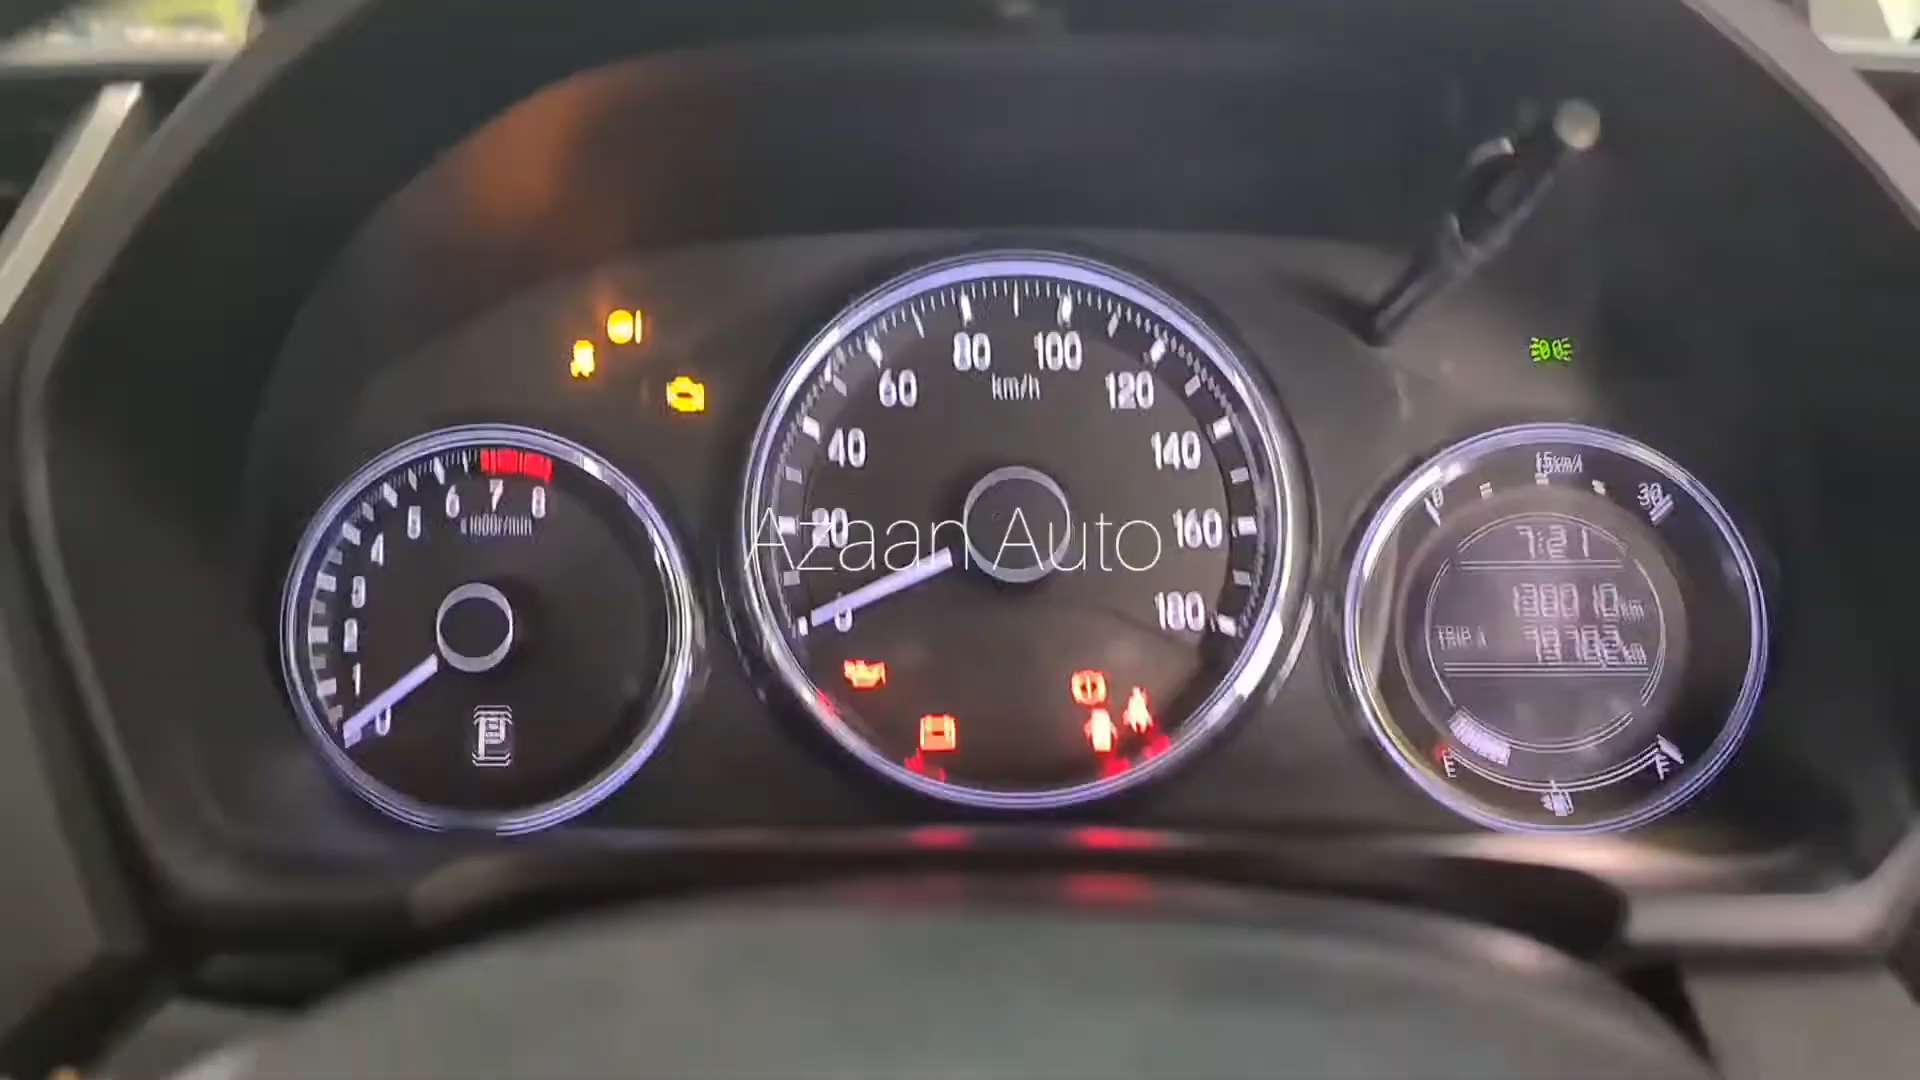 80 100
km/h
60 120
40 140
20 160
0 180
Azaan Auto
6 7 8
5
x1000r/min
4
3
2
1
0
P
0 15km/l 30
7:21
km
TRIP A
km
E F